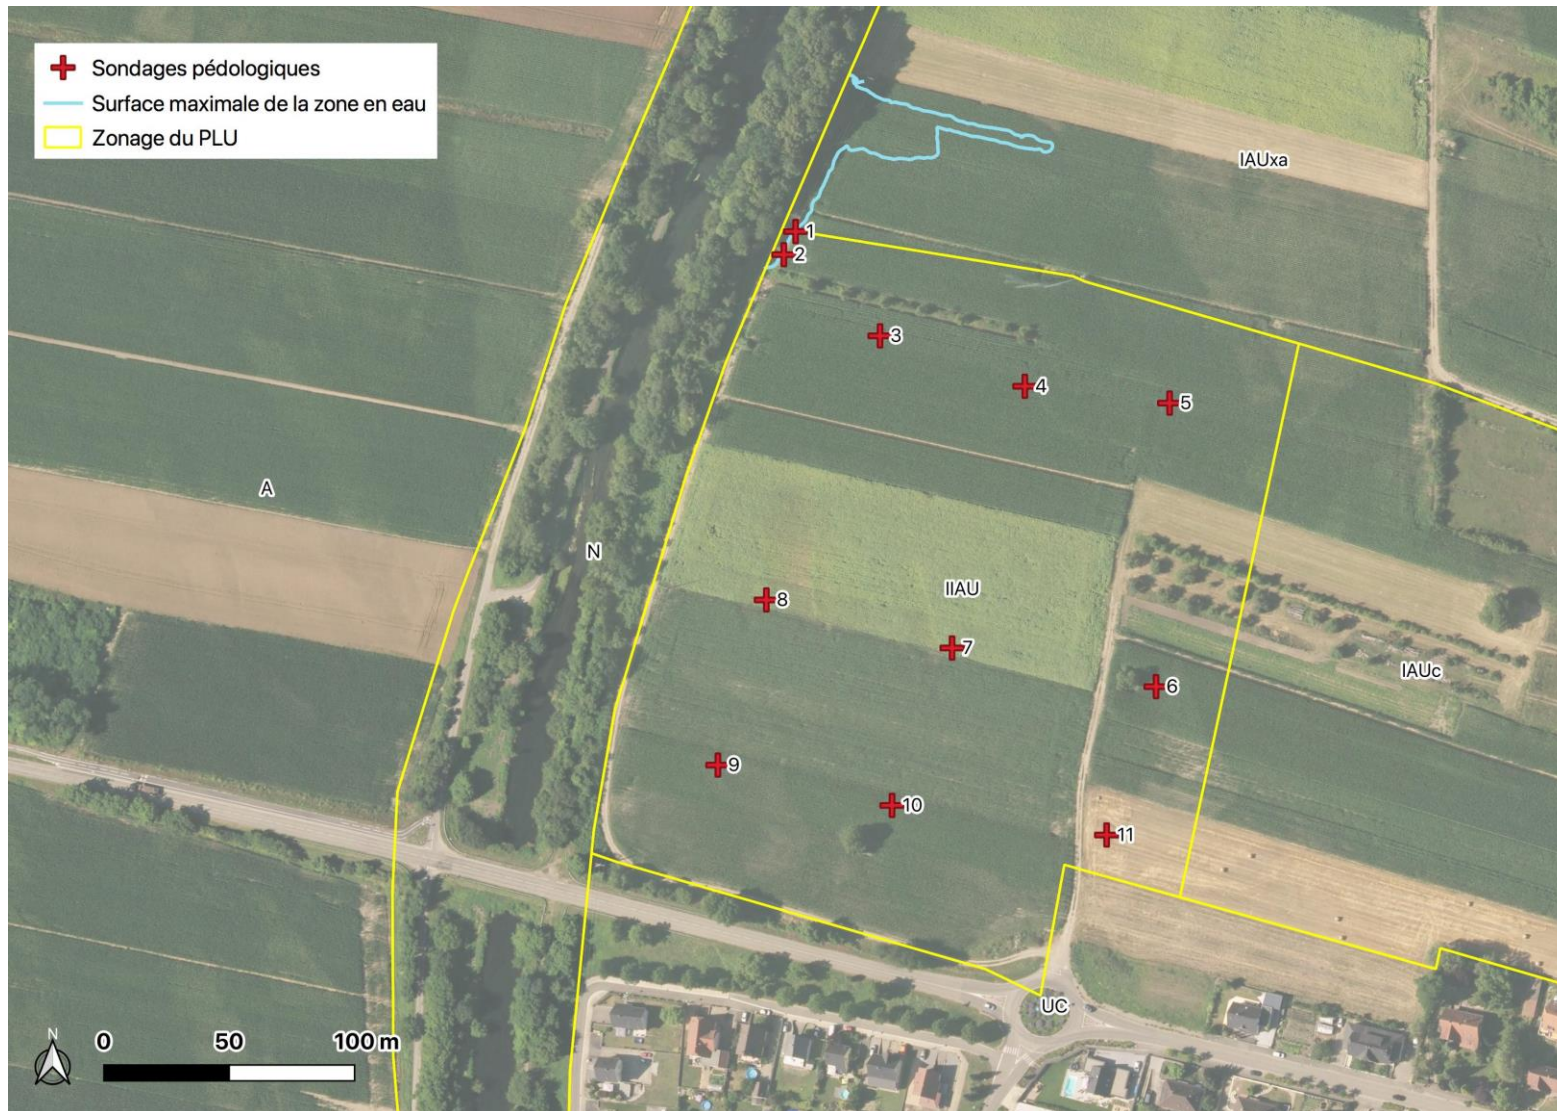 Sondages pédologiques
Surface maximale de la zone en eau
Zonage du PLU
IAUxa
1
2
3
4
5
A
N
IIAU
8
7
6
IAUc
9
10
11
UC
N
0 50 100 m